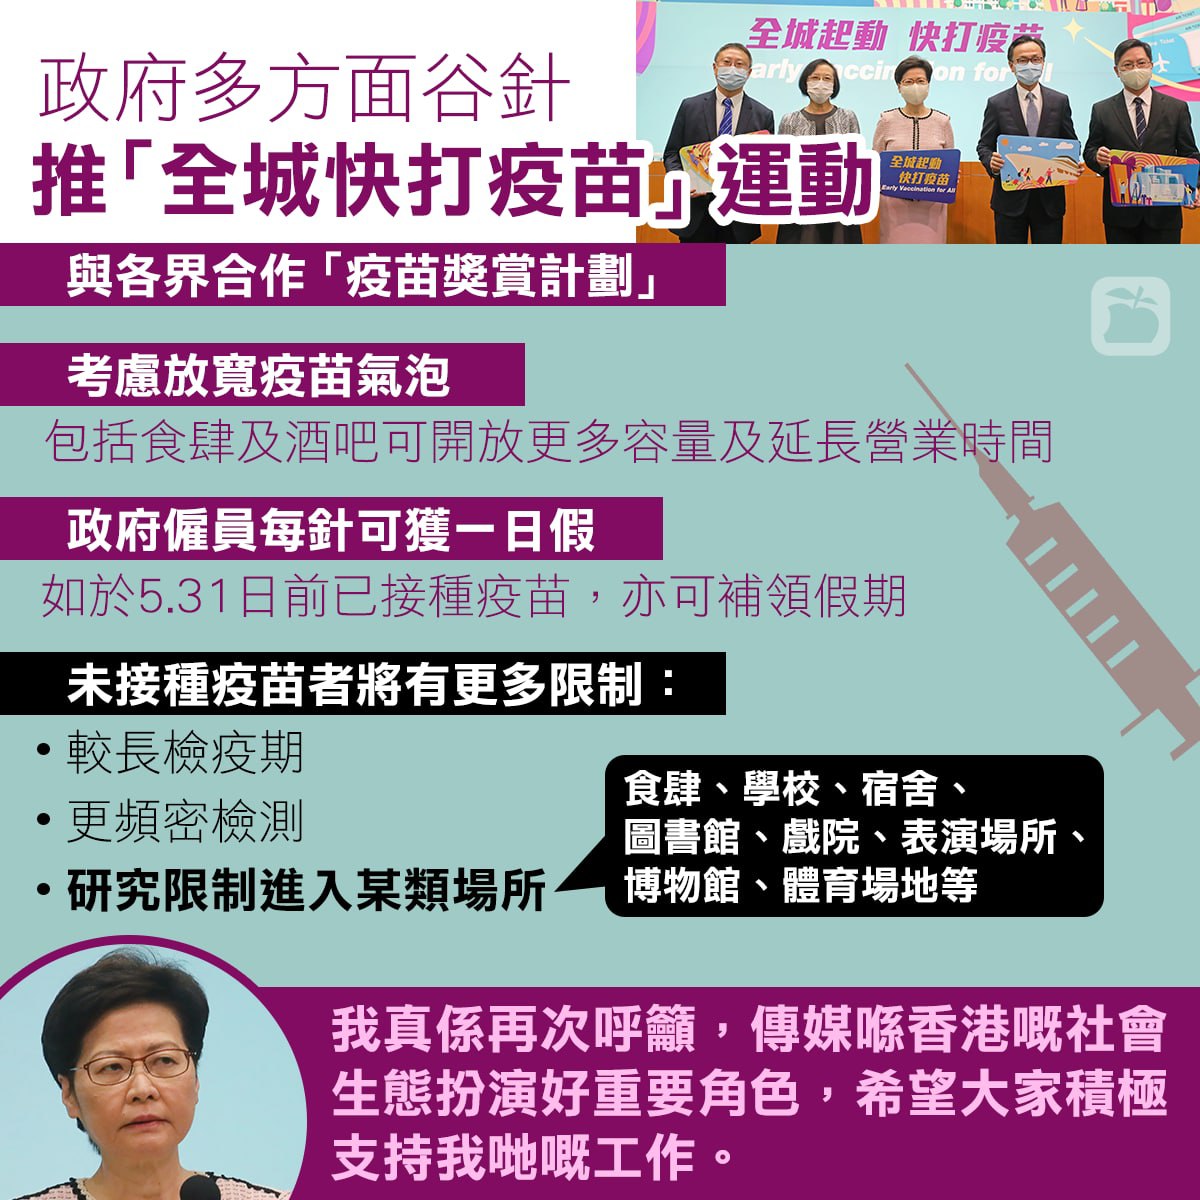 全城起動 快打疫苗
政府多方面谷針
推「全城快打疫苗」運動
全城起動
快打疫苗
Early Vaccination for All
與各界合作「疫苗獎賞計劃」
考慮放寬疫苗氣泡
包括食肆及酒吧可開放更多容量及延長營業時間
政府僱員每針可獲一日假
如於5.31日前已接種疫苗，亦可補領假期
未接種疫苗者將有更多限制：
• 較長檢疫期
• 更頻密檢測
• 研究限制進入某類場所
食肆、學校、宿舍、
圖書館、戲院、表演場所、
博物館、體育場地等
我真係再次呼籲，傳媒喺香港嘅社會
生態扮演好重要角色，希望大家積極
支持我哋嘅工作。